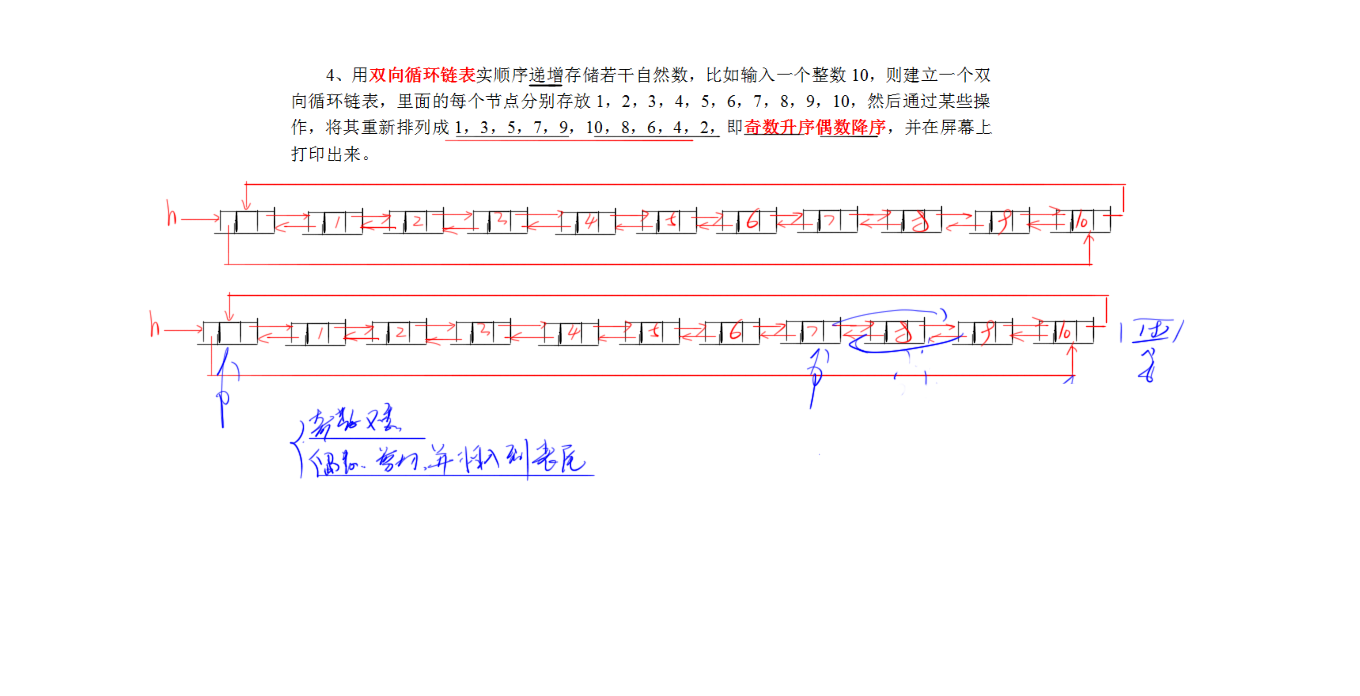 4、用双向循环链表实顺序递增存储若干自然数，比如输入一个整数 10，则建立一个双
向循环链表，里面的每个节点分别存放 1，2，3，4，5，6，7，8，9，10，然后通过某些操
作，将其重新排列成 1，3，5，7，9，10，8，6，4，2，即奇数升序偶数降序，并在屏幕上
打印出来。
h 1 2 3 4 5 6 7 8 9 10
h 1 2 3 4 5 6 7 8 9 10
p p 8
奇数不变
偶数、剪切,并插入到表尾